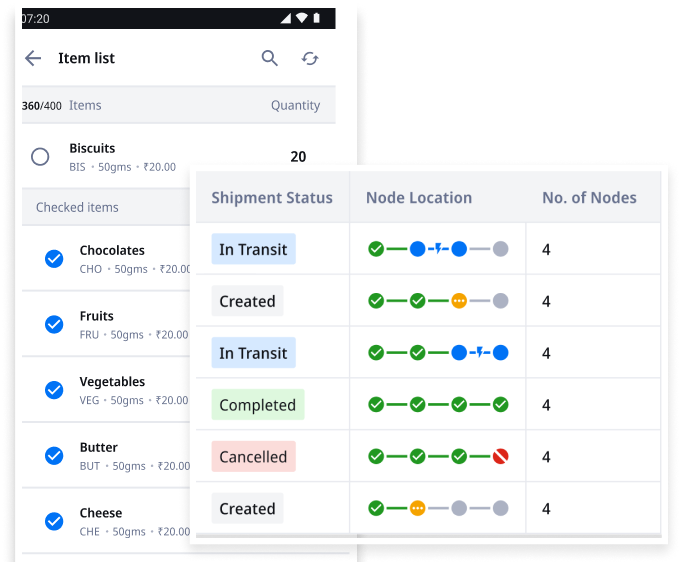 07:20
Item list
360/400 Items Quantity
Biscuits
BIS • 50gms • ₹20.00
20
Checked items
Chocolates
CHO • 50gms • ₹20.00
Fruits
FRU • 50gms • ₹20.00
Vegetables
VEG • 50gms • ₹20.00
Butter
BUT • 50gms • ₹20.00
Cheese
CHE • 50gms • ₹20.00
Shipment Status Node Location No. of Nodes
In Transit 4
Created 4
In Transit 4
Completed 4
Cancelled 4
Created 4